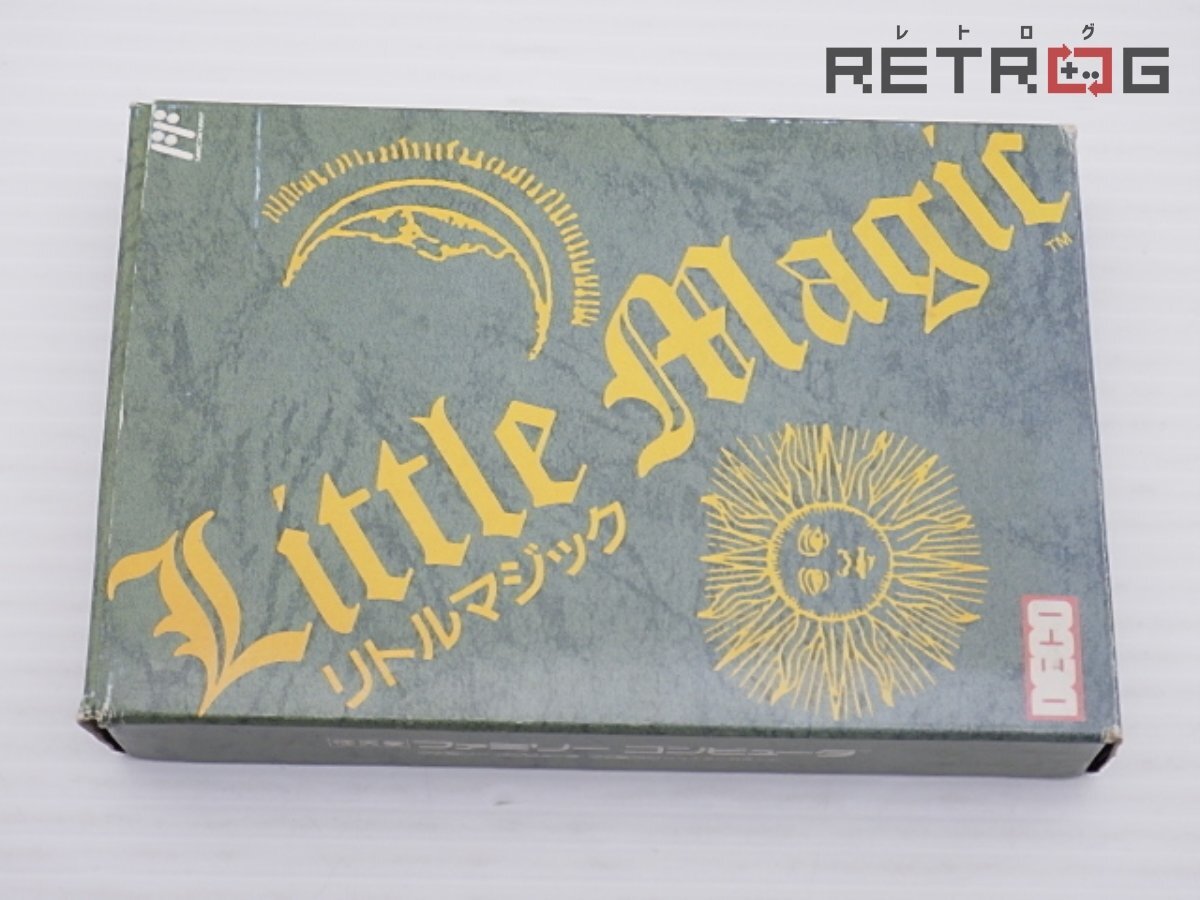 レトログ
RETROG
Little Magic
TM
リトルマジック
DECO
ファミリー コンピュータ